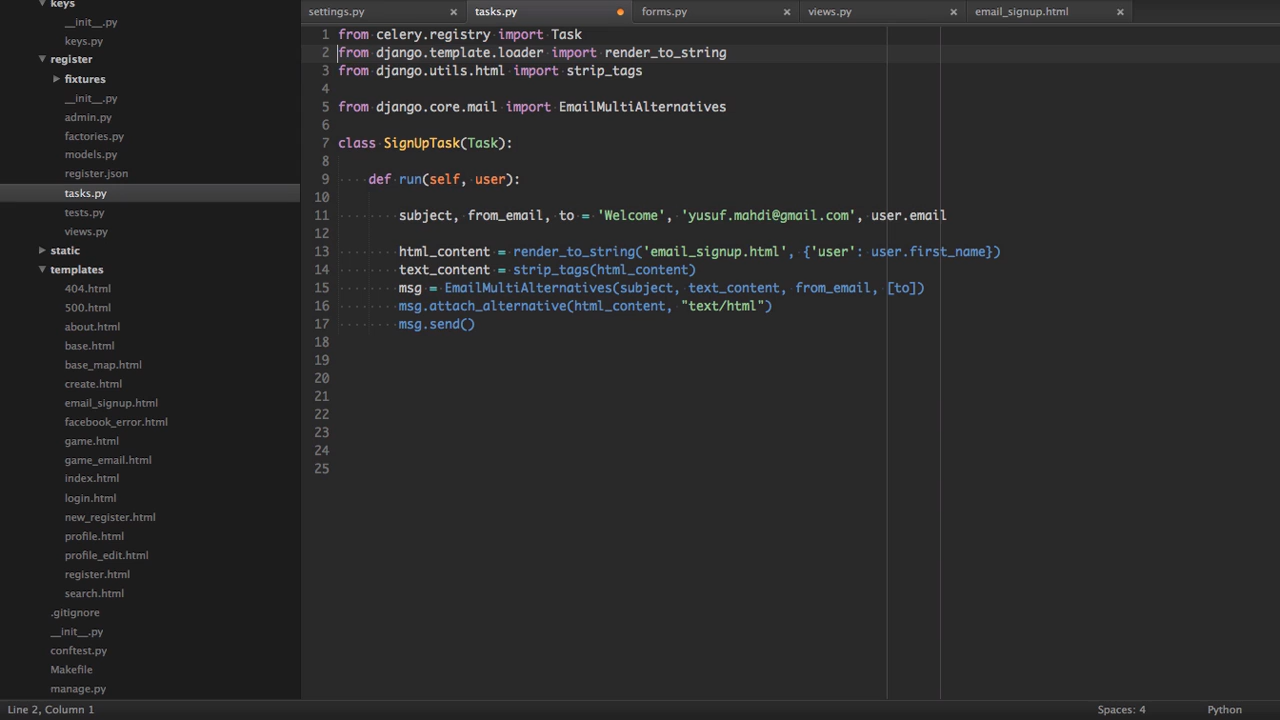 keys
__init__.py
keys.py
register
fixtures
__init__.py
admin.py
factories.py
models.py
register.json
tasks.py
tests.py
views.py
static
templates
404.html
500.html
about.html
base.html
base_map.html
create.html
email_signup.html
facebook_error.html
game.html
game_email.html
index.html
login.html
new_register.html
profile.html
profile_edit.html
register.html
search.html
.gitignore
__init__.py
conftest.py
Makefile
manage.py
settings.py × tasks.py forms.py × views.py × email_signup.html ×
1 from celery.registry import Task
2 from django.template.loader import render_to_string
3 from django.utils.html import strip_tags
4
5 from django.core.mail import EmailMultiAlternatives
6
7 class SignUpTask(Task):
8
9 def run(self, user):
10
11 subject, from_email, to = 'Welcome', 'yusuf.mahdi@gmail.com', user.email
12
13 html_content = render_to_string('email_signup.html', {'user': user.first_name})
14 text_content = strip_tags(html_content)
15 msg = EmailMultiAlternatives(subject, text_content, from_email, [to])
16 msg.attach_alternative(html_content, "text/html")
17 msg.send()
18
19
20
21
22
23
24
25
Line 2, Column 1 Spaces: 4 Python